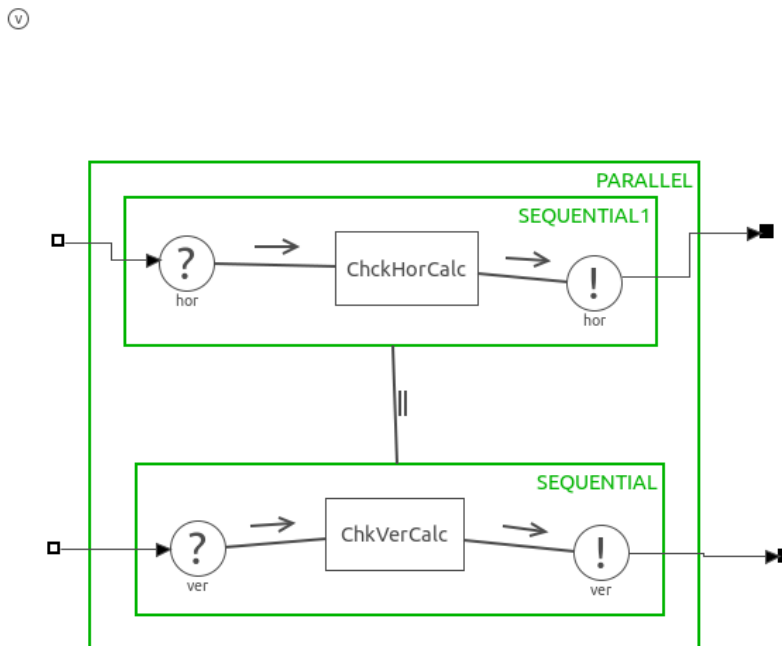 v
PARALLEL
SEQUENTIAL1
?
ChckHorCalc
!
hor
hor
||
SEQUENTIAL
?
ChkVerCalc
!
ver
ver